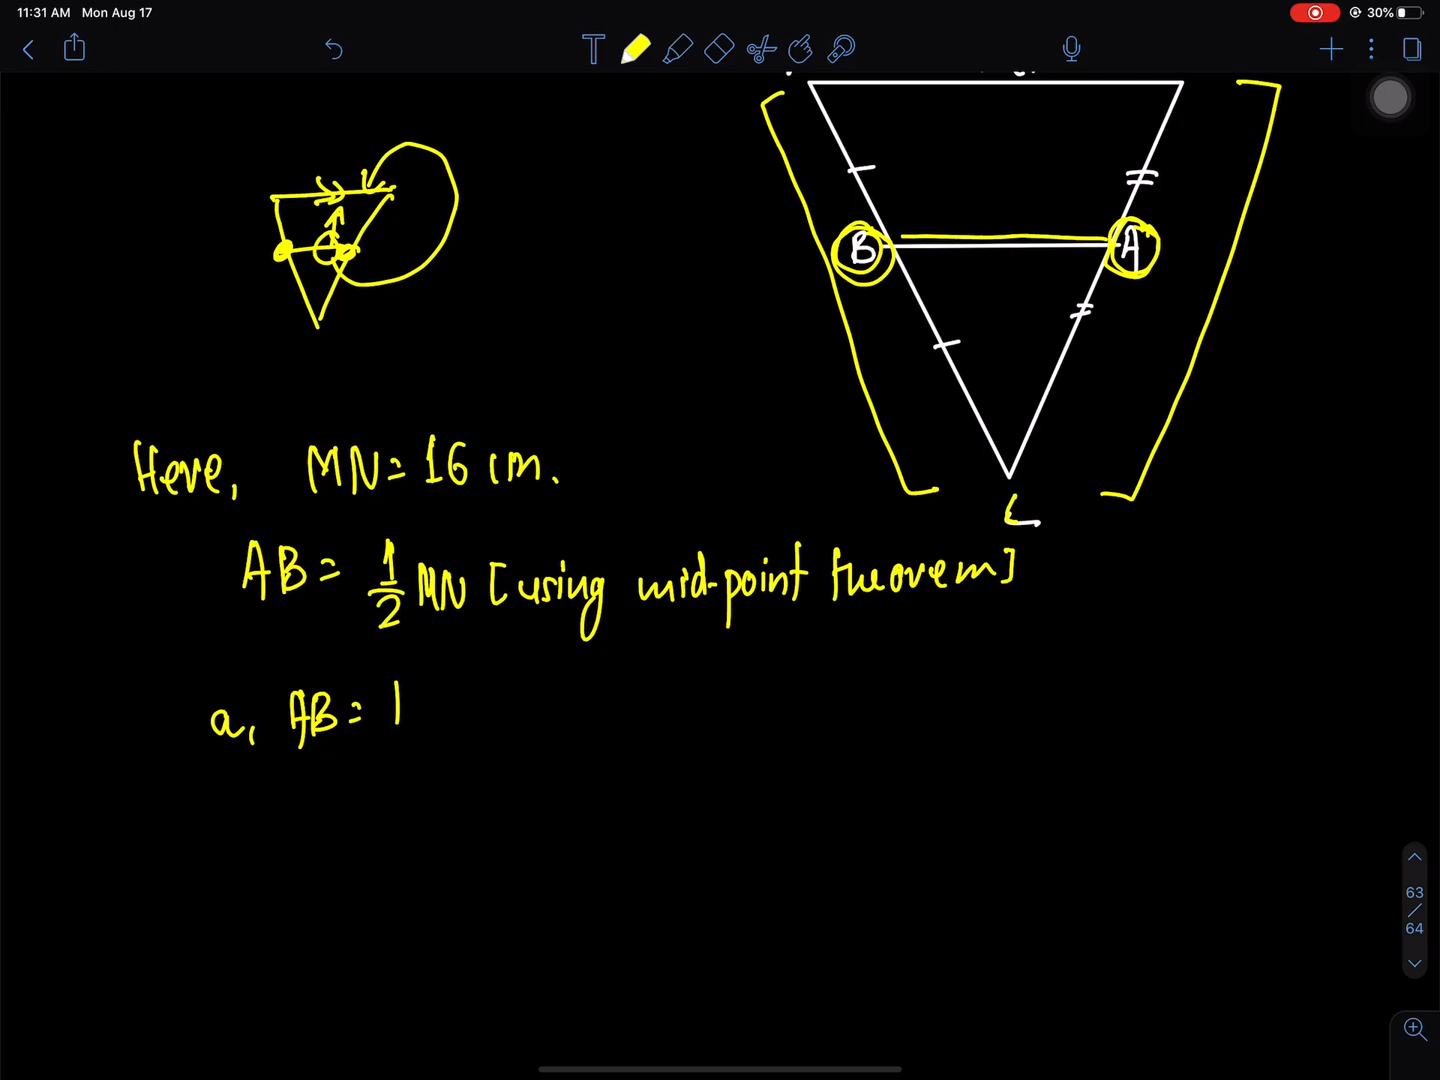 11:31 AM Mon Aug 17
30%
T
B
A
L
Here, MN = 16 cm.
AB = 1/2 MN [using mid-point theorem]
a, AB = 1
63
/
64